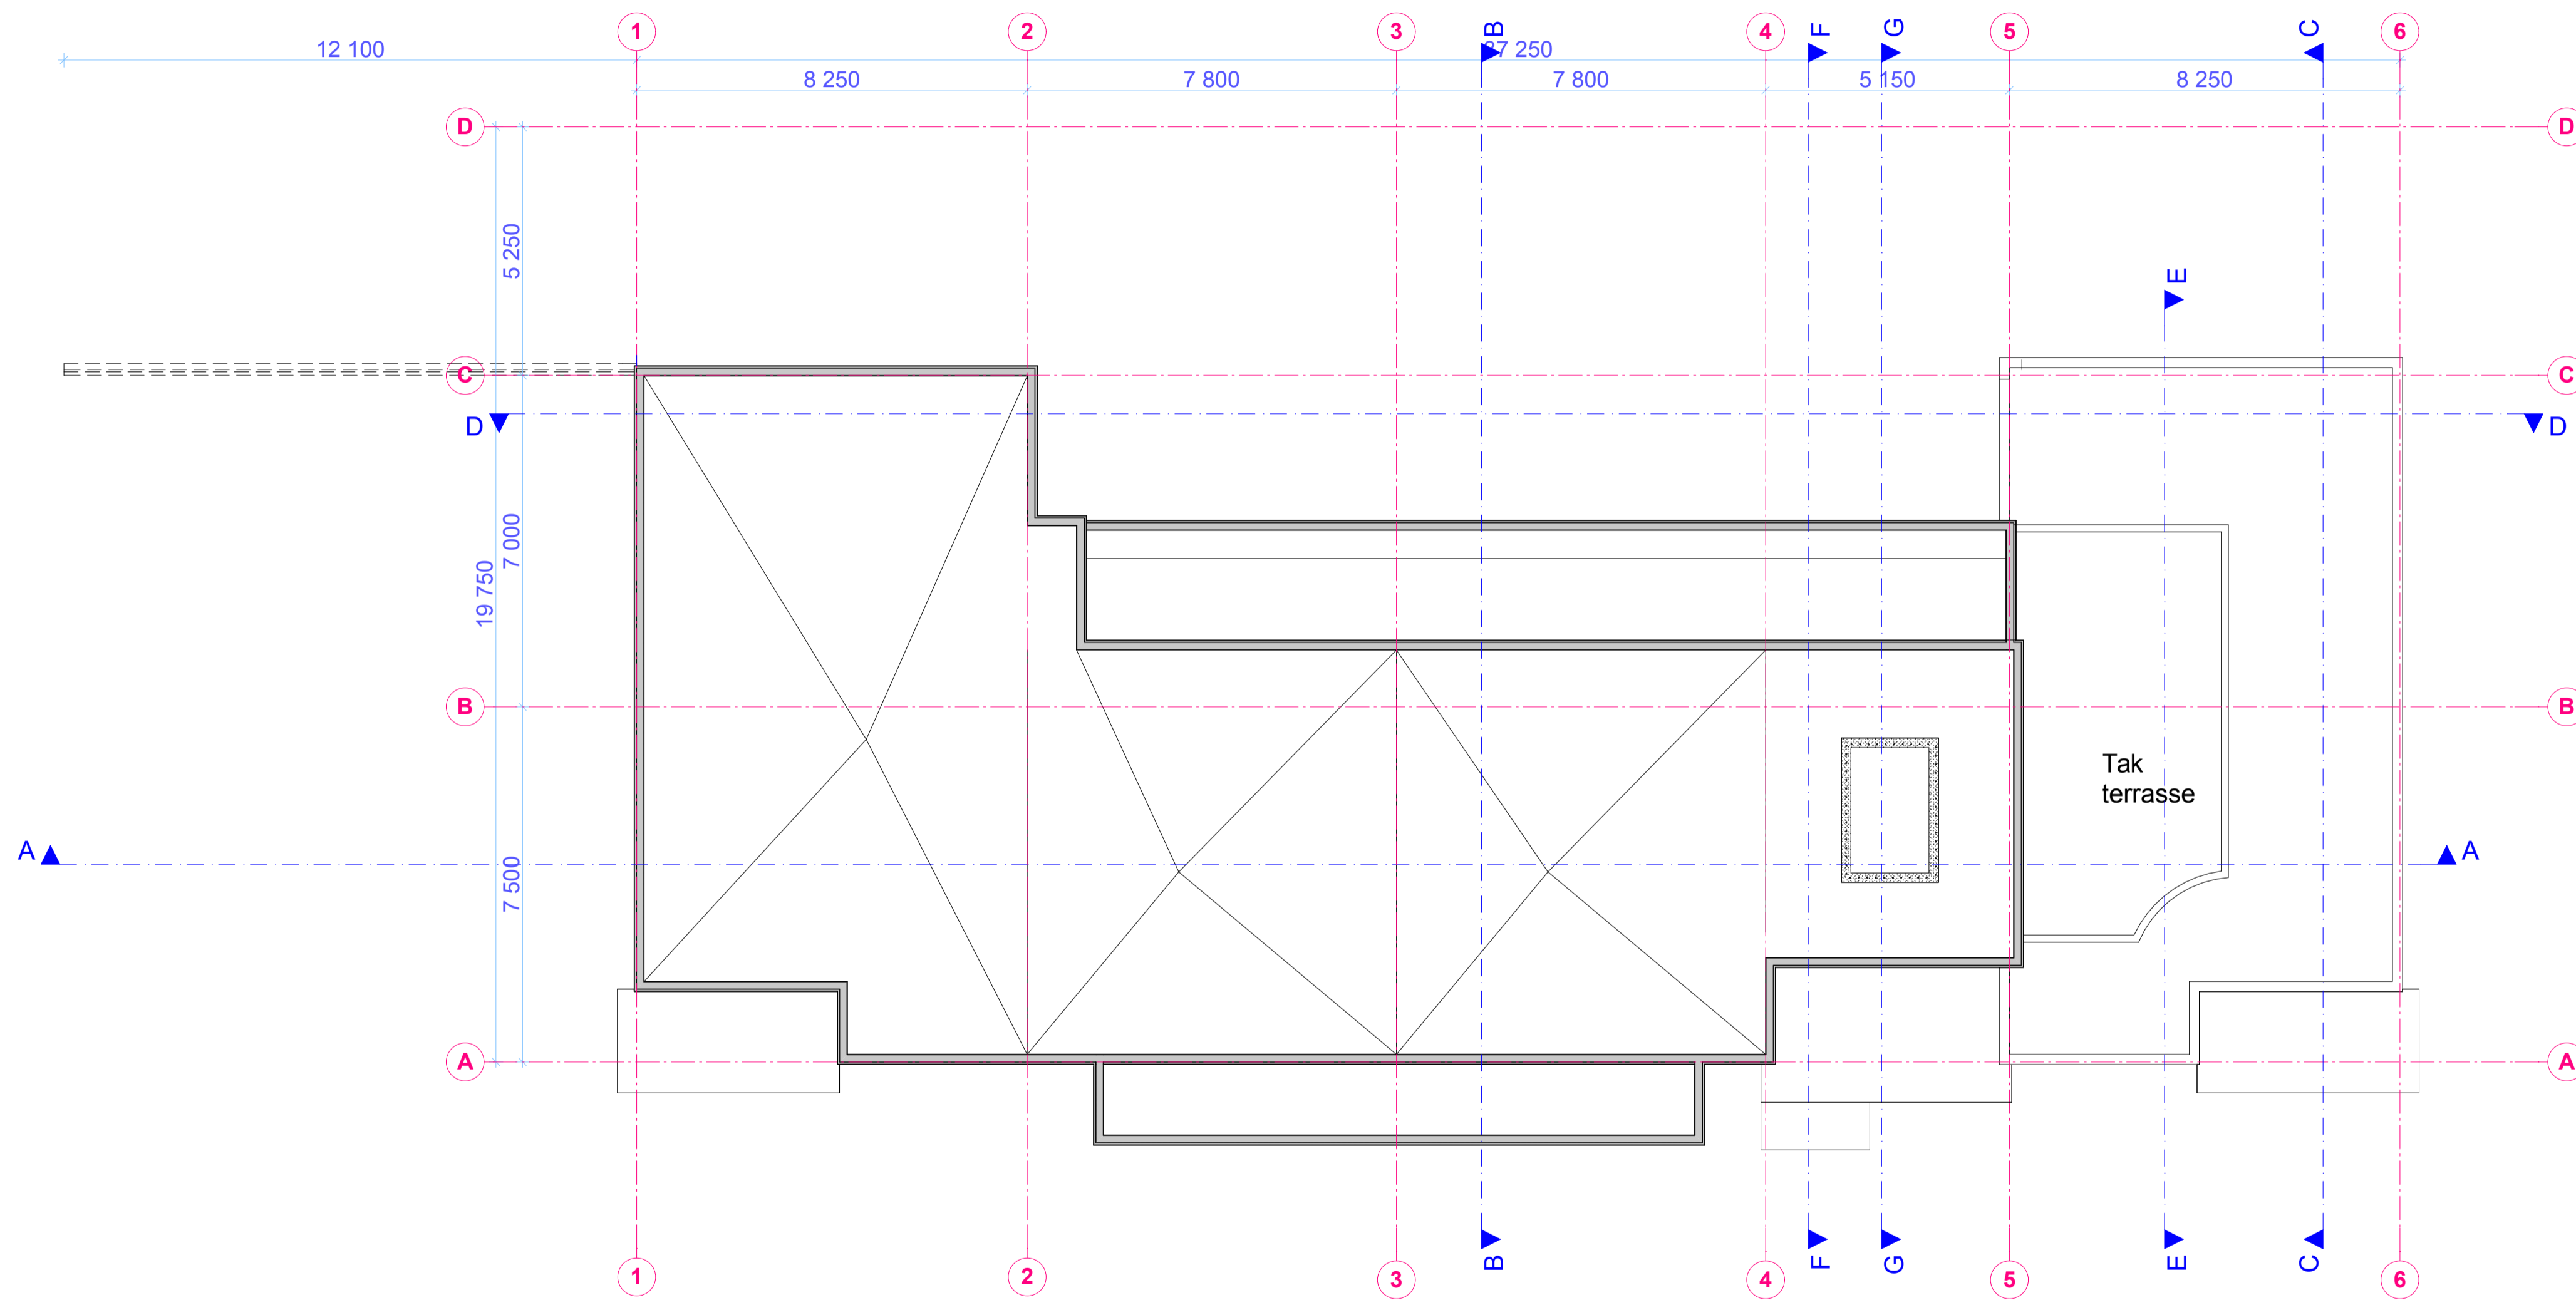 1 2 3 B 4 F G 5 C 6
12 100 37 250
8 250 7 800 7 800 5 150 8 250
D D
5 250
E
C C
D D
7 000
19 750
B B
Tak
terrasse
A A
7 500
A A
B F G E C
1 2 3 4 5 6